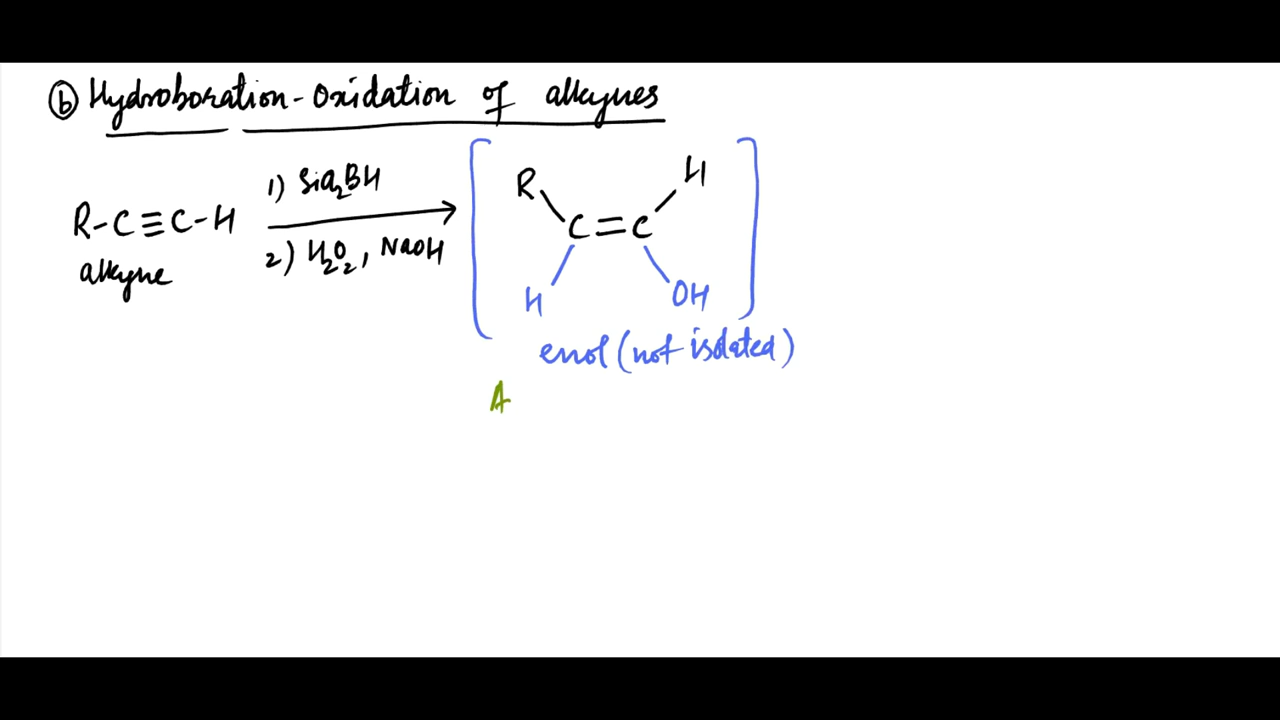 ⓑ Hydroboration-Oxidation of alkynes
1) Sia₂BH
R-C≡C-H
2) H₂O₂, NaOH
alkyne
R H
C=C
H OH
enol (not isolated)
A